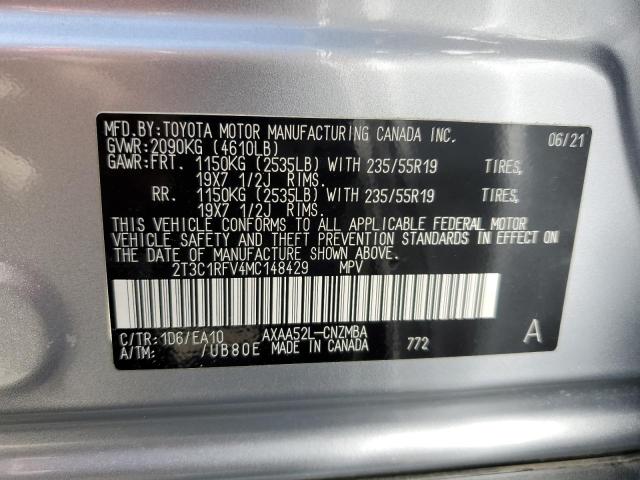 MFD.BY:TOYOTA MOTOR MANUFACTURING CANADA INC. 06/21
GVWR:2090KG (4610LB)
GAWR:FRT. 1150KG (2535LB) WITH 235/55R19 TIRES,
19X7 1/2J RIMS.
RR. 1150KG (2535LB) WITH 235/55R19 TIRES,
19X7 1/2J RIMS.
THIS VEHICLE CONFORMS TO ALL APPLICABLE FEDERAL MOTOR
VEHICLE SAFETY AND THEFT PREVENTION STANDARDS IN EFFECT ON
THE DATE OF MANUFACTURE SHOWN ABOVE.
2T3C1RFV4MC148429 MPV
C/TR:1D6/EA10 AXAA52L-CNZMBA A
A/TM: /UB80E MADE IN CANADA 772